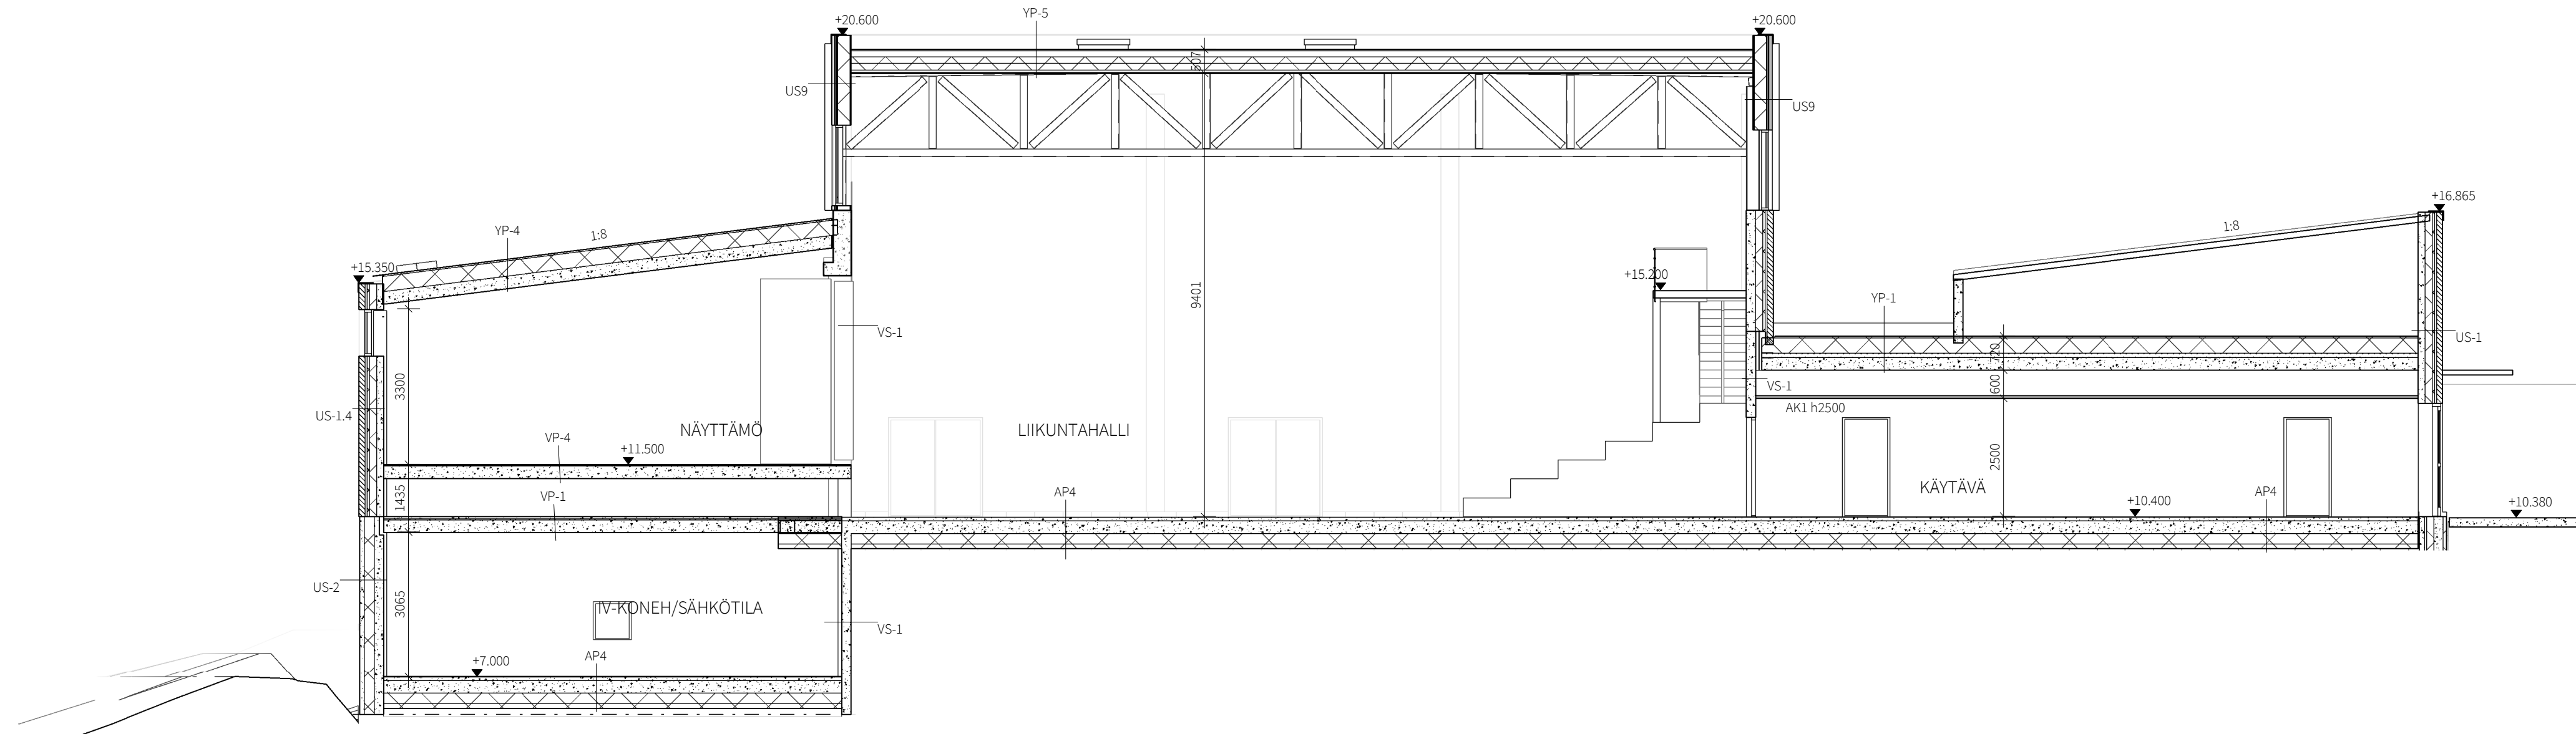 YP-5
+20.600
+20.600
507
US9
US9
+16.865
YP-4
1:8
1:8
+15.350
+15.200
9401
YP-1
VS-1
US-1
720
600
VS-1
3300
AK1 h2500
US-1.4
NÄYTTÄMÖ
LIIKUNTAHALLI
VP-4
+11.500
2500
KÄYTÄVÄ
1435
VP-1
AP4
AP4
+10.400
+10.380
US-2
3065
IV-KONEH/SÄHKÖTILA
VS-1
AP4
+7.000